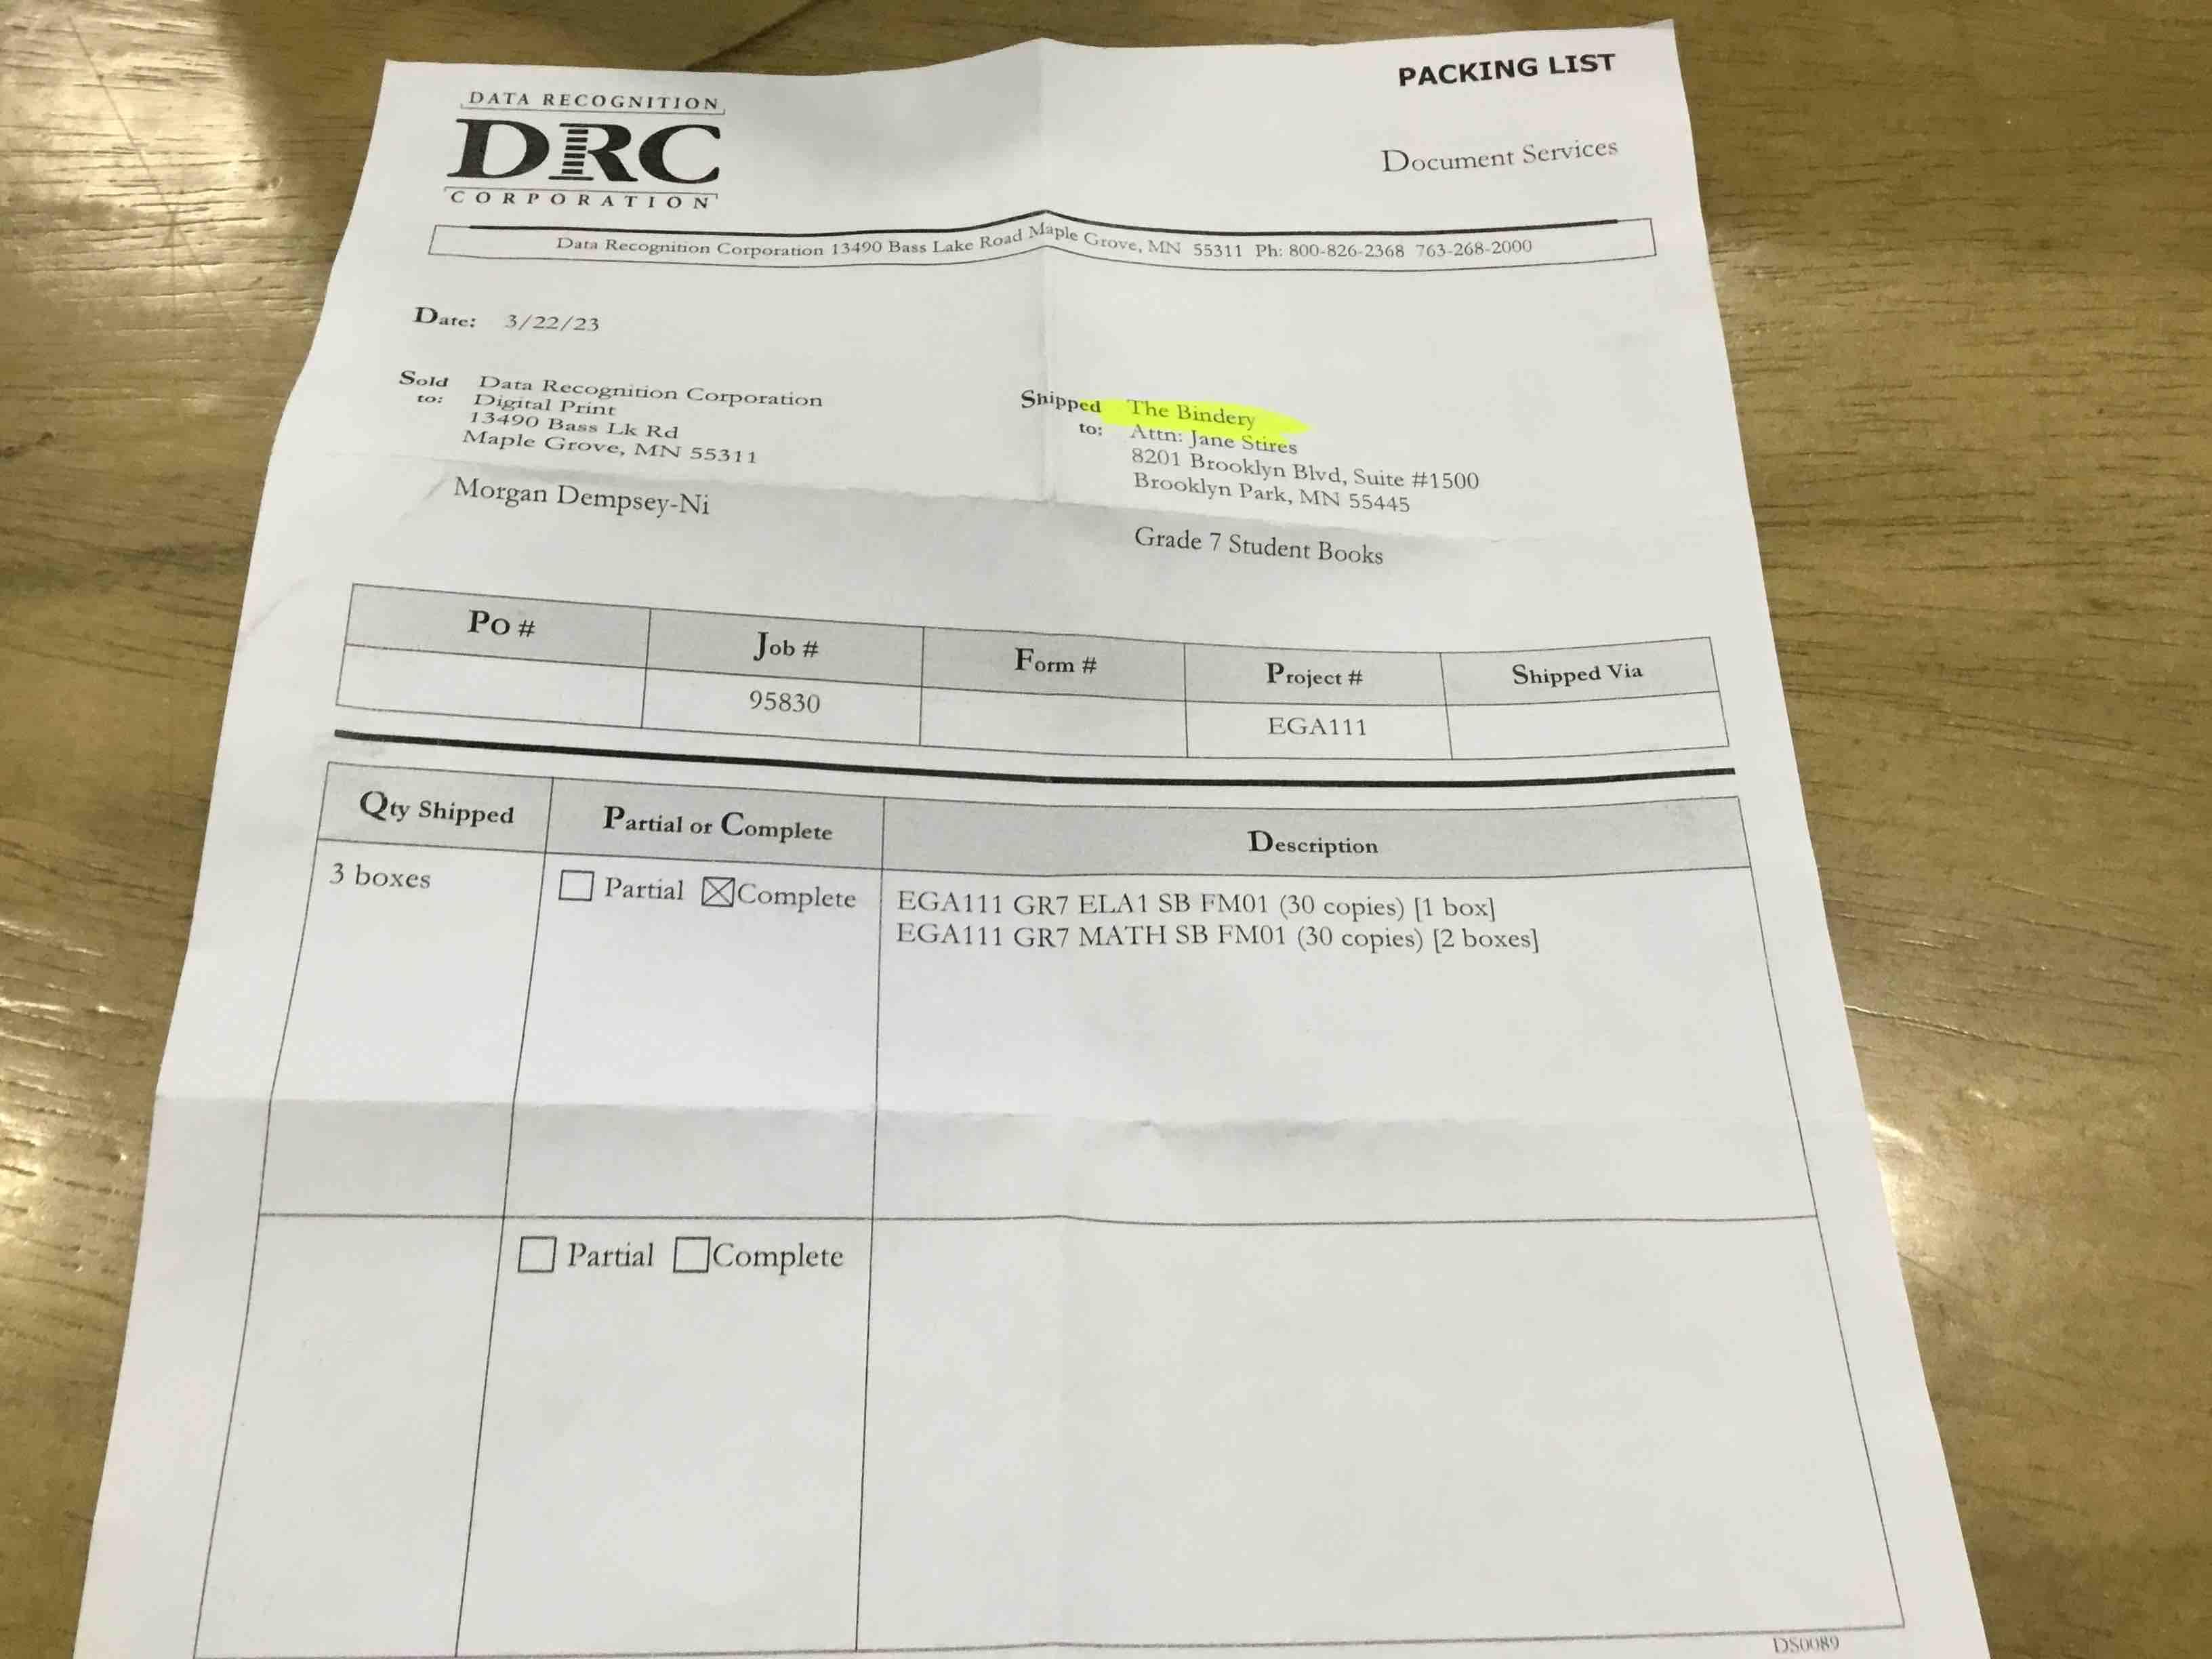 PACKING LIST
DATA RECOGNITION
DRC
CORPORATION
Document Services
Data Recognition Corporation 13490 Bass Lake Road Maple Grove, MN 55311 Ph: 800-826-2368 763-268-2000
Date: 3/22/23
Sold to: Data Recognition Corporation
Digital Print
13490 Bass Lk Rd
Maple Grove, MN 55311
Morgan Dempsey-Ni
Shipped to: The Bindery
Attn: Jane Stires
8201 Brooklyn Blvd, Suite #1500
Brooklyn Park, MN 55445
Grade 7 Student Books
PO # Job # Form # Project # Shipped Via
95830 EGA111
Qty Shipped Partial or Complete Description
3 boxes Partial Complete EGA111 GR7 ELA1 SB FM01 (30 copies) [1 box]
EGA111 GR7 MATH SB FM01 (30 copies) [2 boxes]
Partial Complete
DS0089